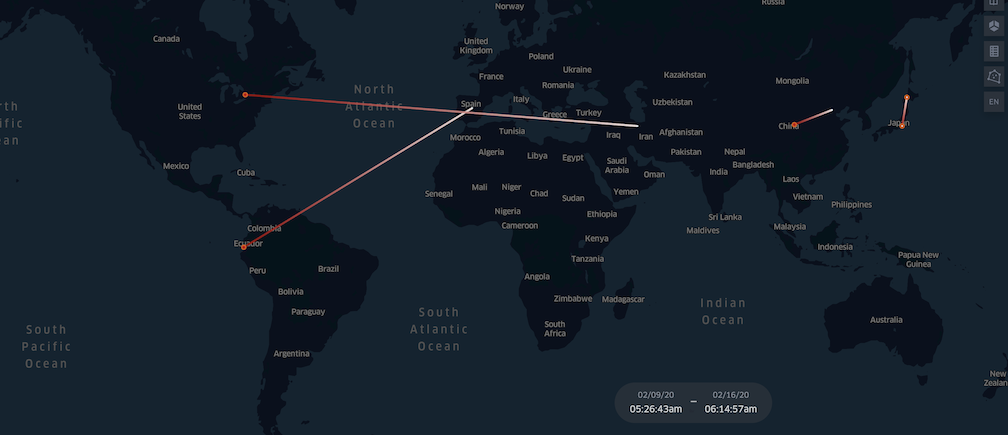 Norway
Russia
Canada
United
Kingdom
Poland
Ukraine
Kazakhstan
Mongolia
France
Romania
North
Atlantic
Ocean
Spain
Italy
Greece
Turkey
Uzbekistan
United
States
Morocco
Tunisia
Iraq
Iran
Afghanistan
China
Japan
Algeria
Libya
Egypt
Saudi
Arabia
Pakistan
Nepal
Bangladesh
Mexico
Cuba
Oman
India
Laos
Senegal
Mali
Niger
Chad
Sudan
Yemen
Vietnam
Philippines
Nigeria
Ethiopia
Sri Lanka
Colombia
Cameroon
Maldives
Malaysia
Ecuador
Kenya
Indonesia
Peru
Brazil
Tanzania
Papua New
Guinea
Bolivia
Angola
Paraguay
Zimbabwe
Madagascar
Indian
Ocean
South
Pacific
Ocean
South
Atlantic
Ocean
South
Africa
Australia
Argentina
New
Zealan
rth
ific
ean
EN
02/09/20
05:26:43am
–
02/16/20
06:14:57am